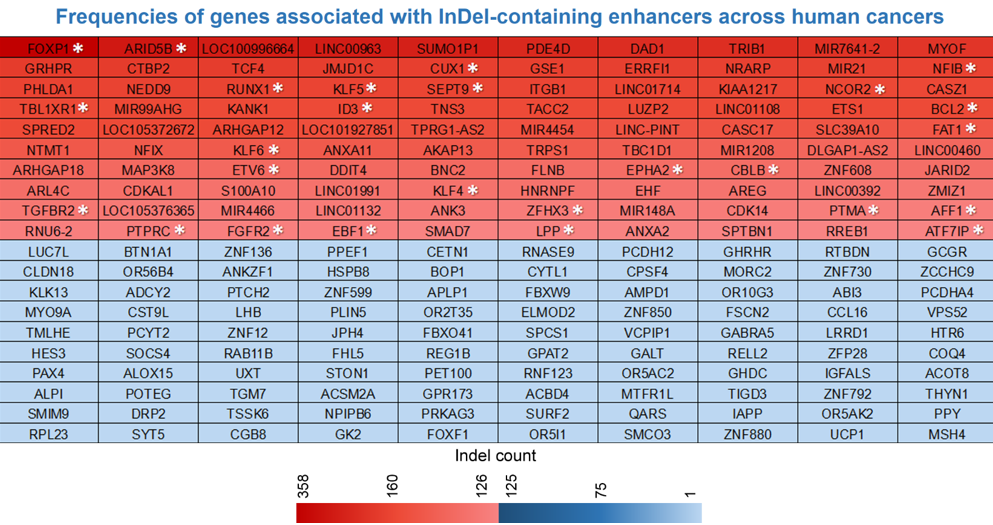 Frequencies of genes associated with InDel-containing enhancers across human cancers
FOXP1 * ARID5B * LOC100996664 LINC00963 SUMO1P1 PDE4D DAD1 TRIB1 MIR7641-2 MYOF
GRHPR CTBP2 TCF4 JMJD1C CUX1 * GSE1 ERRFI1 NRARP MIR21 NFIB *
PHLDA1 NEDD9 RUNX1 * KLF5 * SEPT9 * ITGB1 LINC01714 KIAA1217 NCOR2 * CASZ1
TBL1XR1 * MIR99AHG KANK1 ID3 * TNS3 TACC2 LUZP2 LINC01108 ETS1 BCL2 *
SPRED2 LOC105372672 ARHGAP12 LOC101927851 TPRG1-AS2 MIR4454 LINC-PINT CASC17 SLC39A10 FAT1 *
NTMT1 NFIX KLF6 * ANXA11 AKAP13 TRPS1 TBC1D1 MIR1208 DLGAP1-AS2 LINC00460
ARHGAP18 MAP3K8 ETV6 * DDIT4 BNC2 FLNB EPHA2 * CBLB * ZNF608 JARID2
ARL4C CDKAL1 S100A10 LINC01991 KLF4 * HNRNPF EHF AREG LINC00392 ZMIZ1
TGFBR2 * LOC105376365 MIR4466 LINC01132 ANK3 ZFHX3 * MIR148A CDK14 PTMA * AFF1 *
RNU6-2 PTPRC * FGFR2 * EBF1 * SMAD7 LPP * ANXA2 SPTBN1 RREB1 ATF7IP *
LUC7L BTN1A1 ZNF136 PPEF1 CETN1 RNASE9 PCDH12 GHRHR RTBDN GCGR
CLDN18 OR56B4 ANKZF1 HSPB8 BOP1 CYTL1 CPSF4 MORC2 ZNF730 ZCCHC9
KLK13 ADCY2 PTCH2 ZNF599 APLP1 FBXW9 AMPD1 OR10G3 ABI3 PCDHA4
MYO9A CST9L LHB PLIN5 OR2T35 ELMOD2 ZNF850 FSCN2 CCL16 VPS52
TMLHE PCYT2 ZNF12 JPH4 FBXO41 SPCS1 VCPIP1 GABRA5 LRRD1 HTR6
HES3 SOCS4 RAB11B FHL5 REG1B GPAT2 GALT RELL2 ZFP28 COQ4
PAX4 ALOX15 UXT STON1 PET100 RNF123 OR5AC2 GHDC IGFALS ACOT8
ALPI POTEG TGM7 ACSM2A GPR173 ACBD4 MTFR1L TIGD3 ZNF792 THYN1
SMIM9 DRP2 TSSK6 NPIPB6 PRKAG3 SURF2 QARS IAPP OR5AK2 PPY
RPL23 SYT5 CGB8 GK2 FOXF1 OR5I1 SMCO3 ZNF880 UCP1 MSH4
Indel count
358 160 126 125 75 1